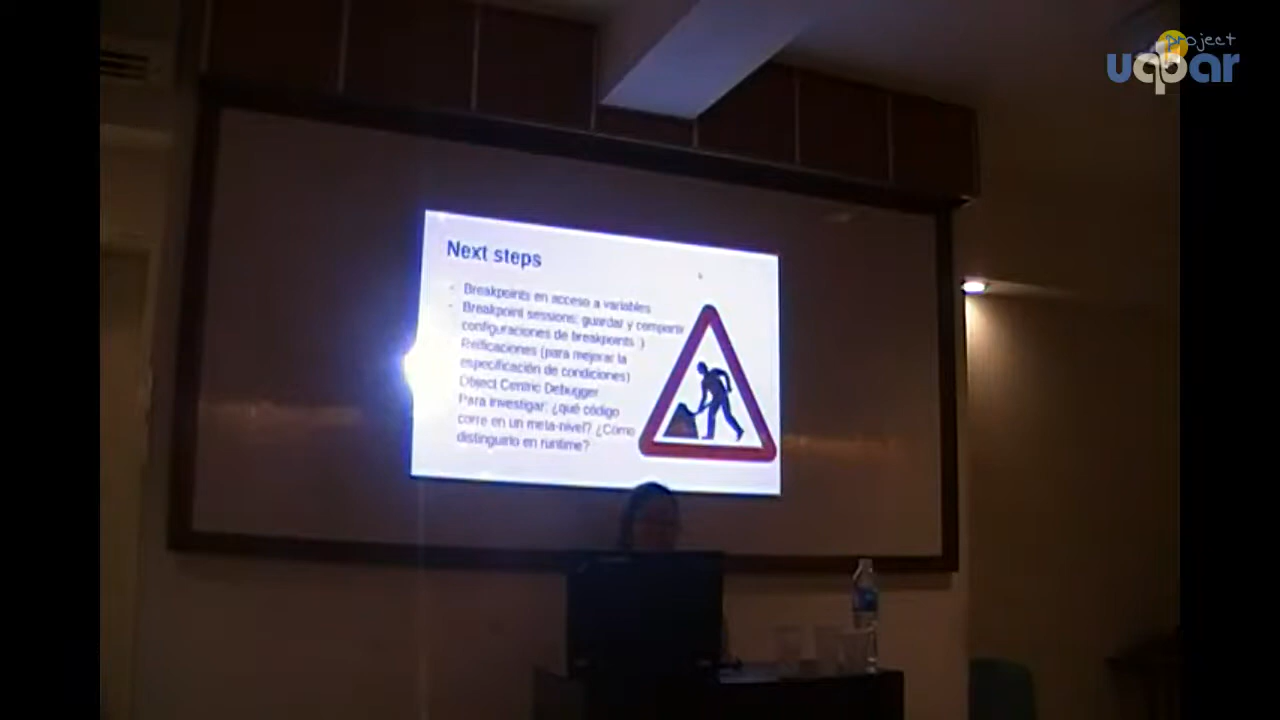 project
uqbar
Next steps
- Breakpoints en acceso a variables
- Breakpoint sessions: guardar y compartir
configuraciones de breakpoints :)
Reificaciones (para mejorar la
especificación de condiciones)
Object Centric Debugger
Para investigar: ¿qué código
corre en un meta-nivel? ¿Cómo
distinguirlo en runtime?